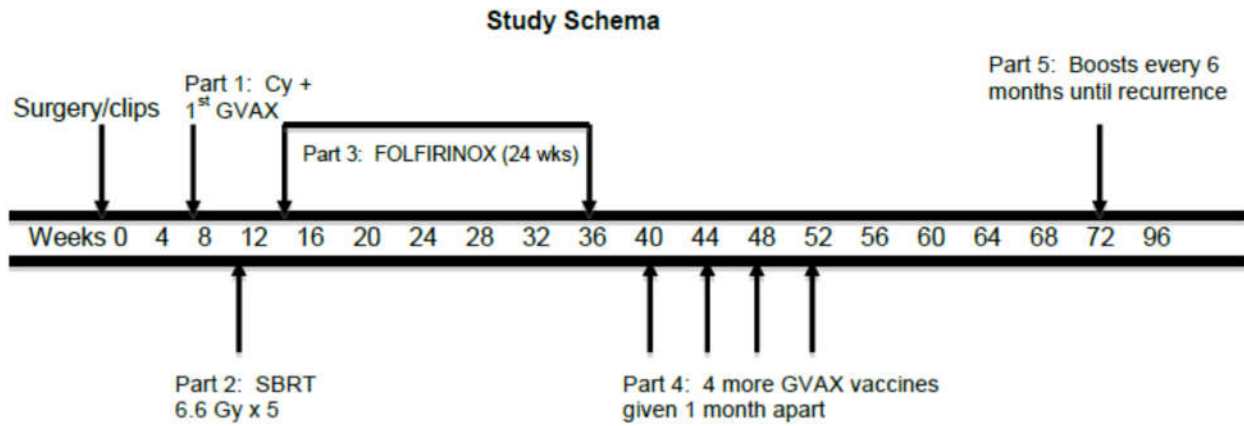 Study Schema
Surgery/clips
Part 1: Cy +
1st GVAX
Part 3: FOLFIRINOX (24 wks)
Part 5: Boosts every 6
months until recurrence
Weeks 0 4 8 12 16 20 24 28 32 36 40 44 48 52 56 60 64 68 72 96
Part 2: SBRT
6.6 Gy x 5
Part 4: 4 more GVAX vaccines
given 1 month apart